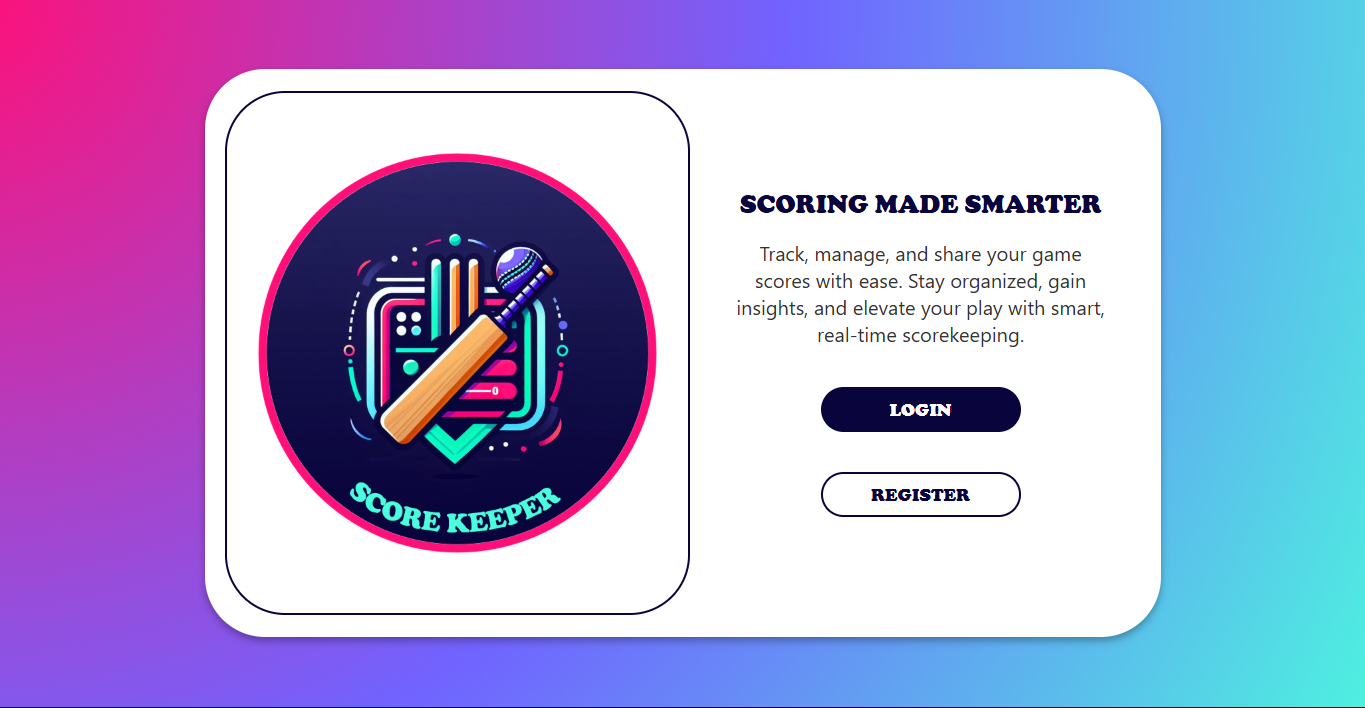 SCORE KEEPER
0
SCORING MADE SMARTER
Track, manage, and share your game
scores with ease. Stay organized, gain
insights, and elevate your play with smart,
real-time scorekeeping.
LOGIN
REGISTER